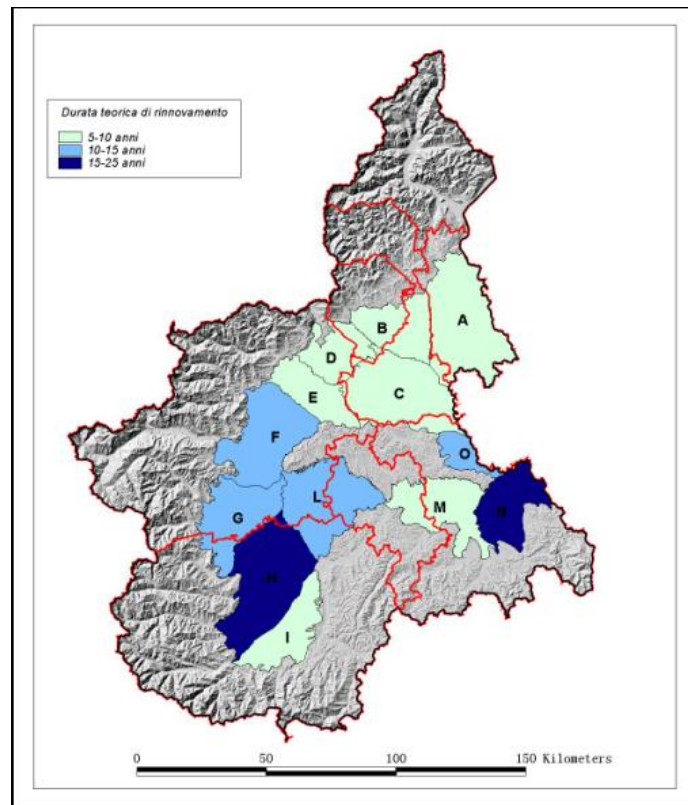 Durata teorica di rinnovamento
5-10 anni
10-15 anni
15-25 anni
A
B
D
C
E
F
O
L
M
G
I
0 50 100 150 Kilometers